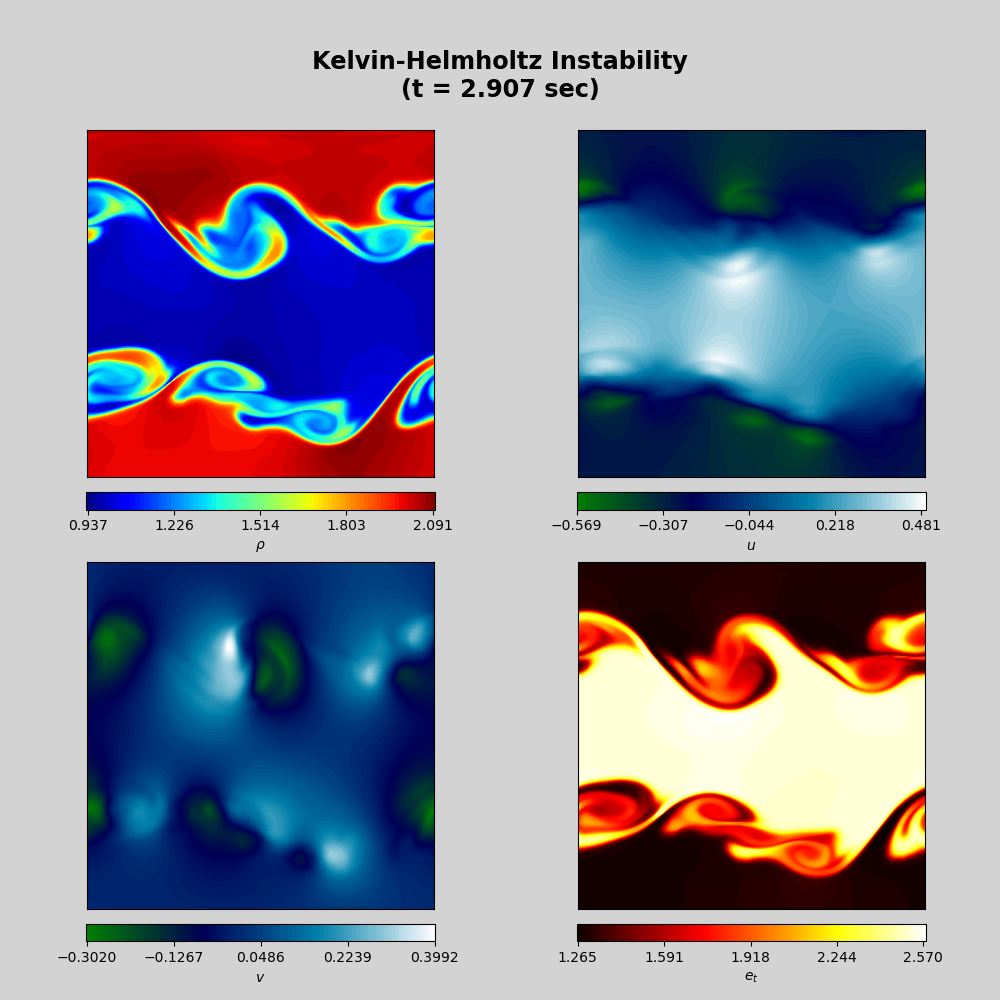 Kelvin-Helmholtz Instability
(t = 2.907 sec)
0.937 1.226 1.514 1.803 2.091
ρ
−0.569 −0.307 −0.044 0.218 0.481
u
−0.3020 −0.1267 0.0486 0.2239 0.3992
v
1.265 1.591 1.918 2.244 2.570
eₜ